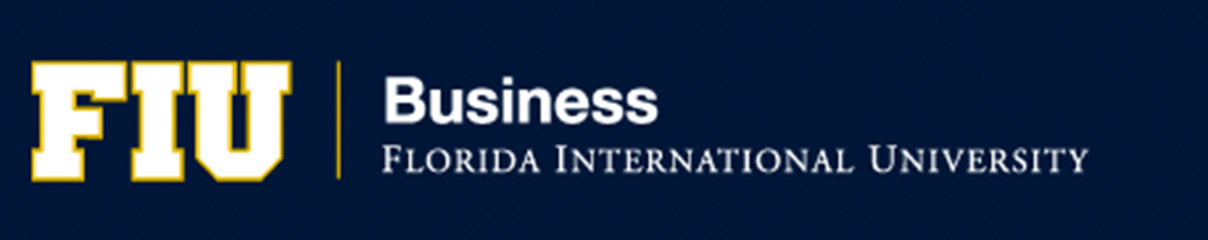 FIU
Business
FLORIDA INTERNATIONAL UNIVERSITY